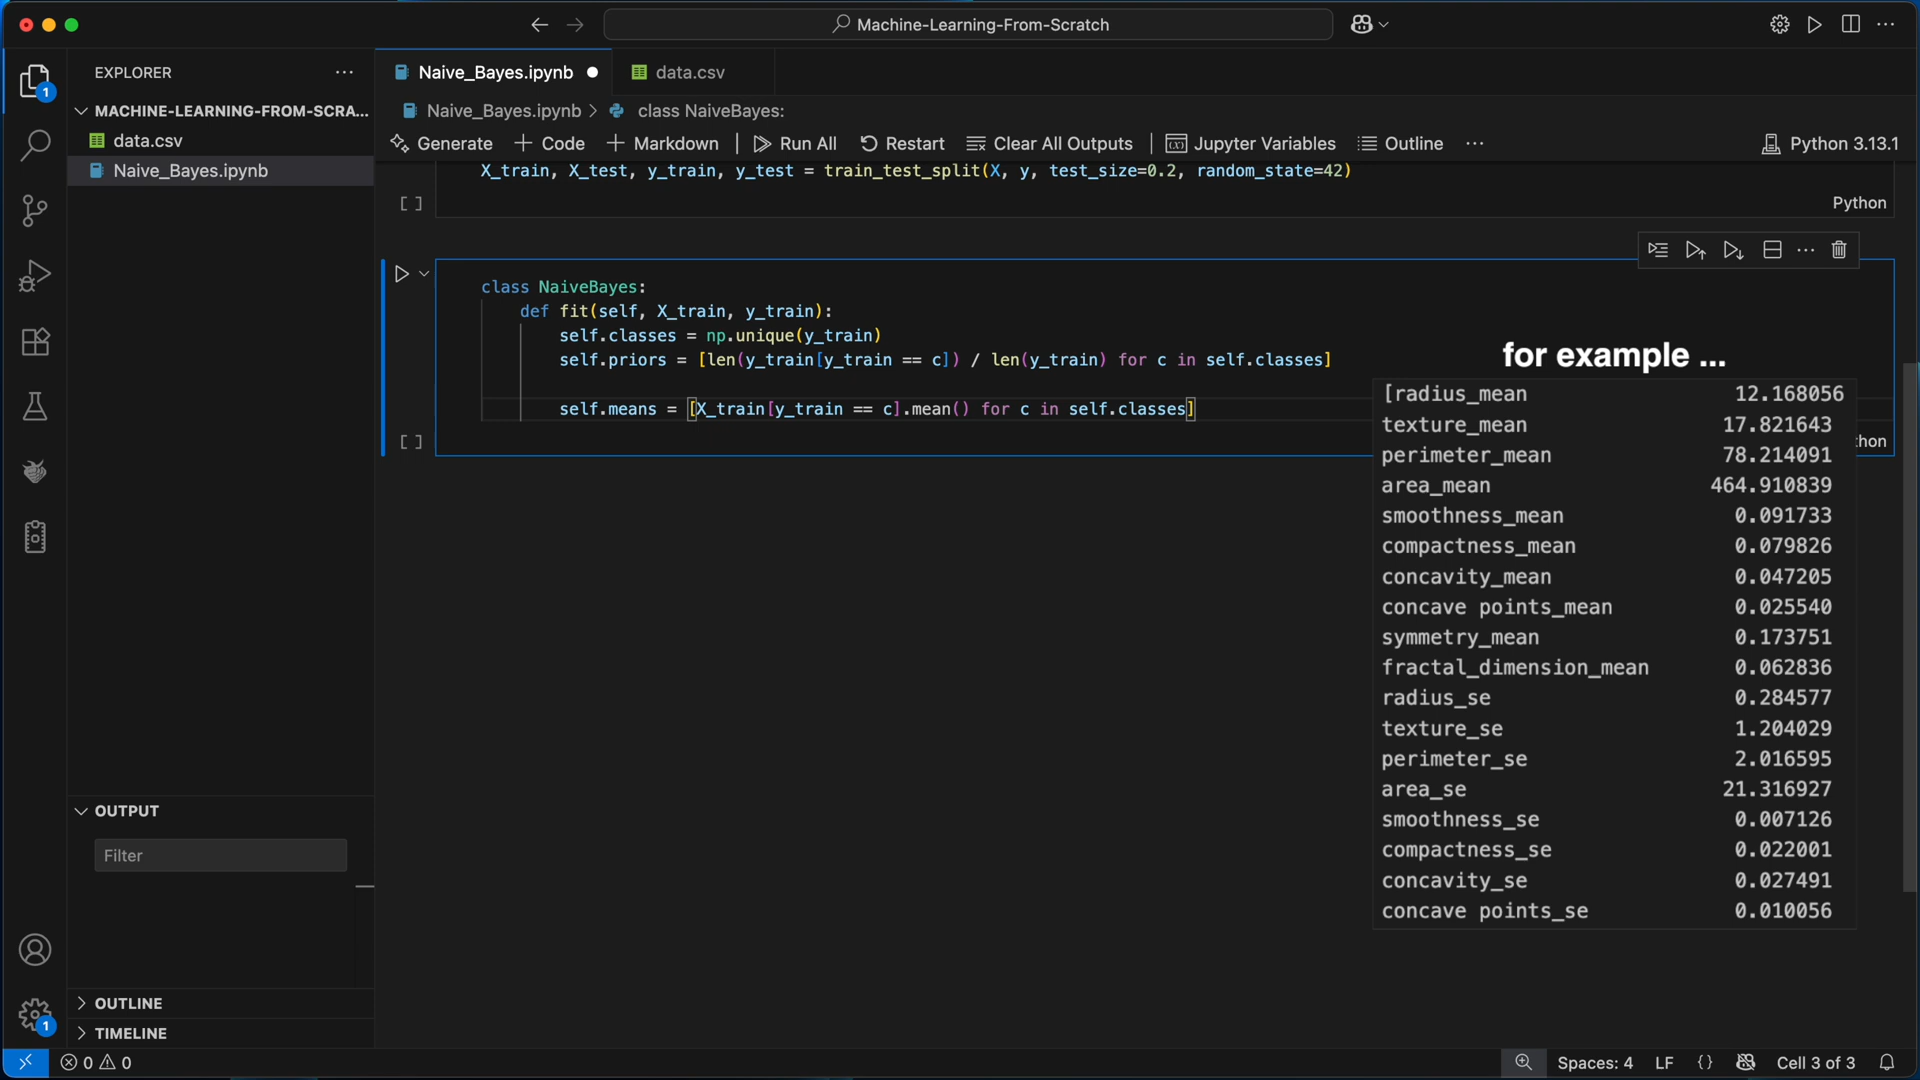 Machine-Learning-From-Scratch
EXPLORER
MACHINE-LEARNING-FROM-SCRA...
data.csv
Naive_Bayes.ipynb
1
Naive_Bayes.ipynb
data.csv
Naive_Bayes.ipynb > class NaiveBayes:
Generate + Code + Markdown Run All Restart Clear All Outputs Jupyter Variables Outline ... Python 3.13.1
X_train, X_test, y_train, y_test = train_test_split(X, y, test_size=0.2, random_state=42)
[ ]
Python
class NaiveBayes:
def fit(self, X_train, y_train):
self.classes = np.unique(y_train)
self.priors = [len(y_train[y_train == c]) / len(y_train) for c in self.classes]
self.means = [X_train[y_train == c].mean() for c in self.classes]
[ ]
hon
for example ...
[radius_mean 12.168056
texture_mean 17.821643
perimeter_mean 78.214091
area_mean 464.910839
smoothness_mean 0.091733
compactness_mean 0.079826
concavity_mean 0.047205
concave points_mean 0.025540
symmetry_mean 0.173751
fractal_dimension_mean 0.062836
radius_se 0.284577
texture_se 1.204029
perimeter_se 2.016595
area_se 21.316927
smoothness_se 0.007126
compactness_se 0.022001
concavity_se 0.027491
concave points_se 0.010056
OUTPUT
Filter
OUTLINE
TIMELINE
1
0 0
Spaces: 4 LF {} Cell 3 of 3